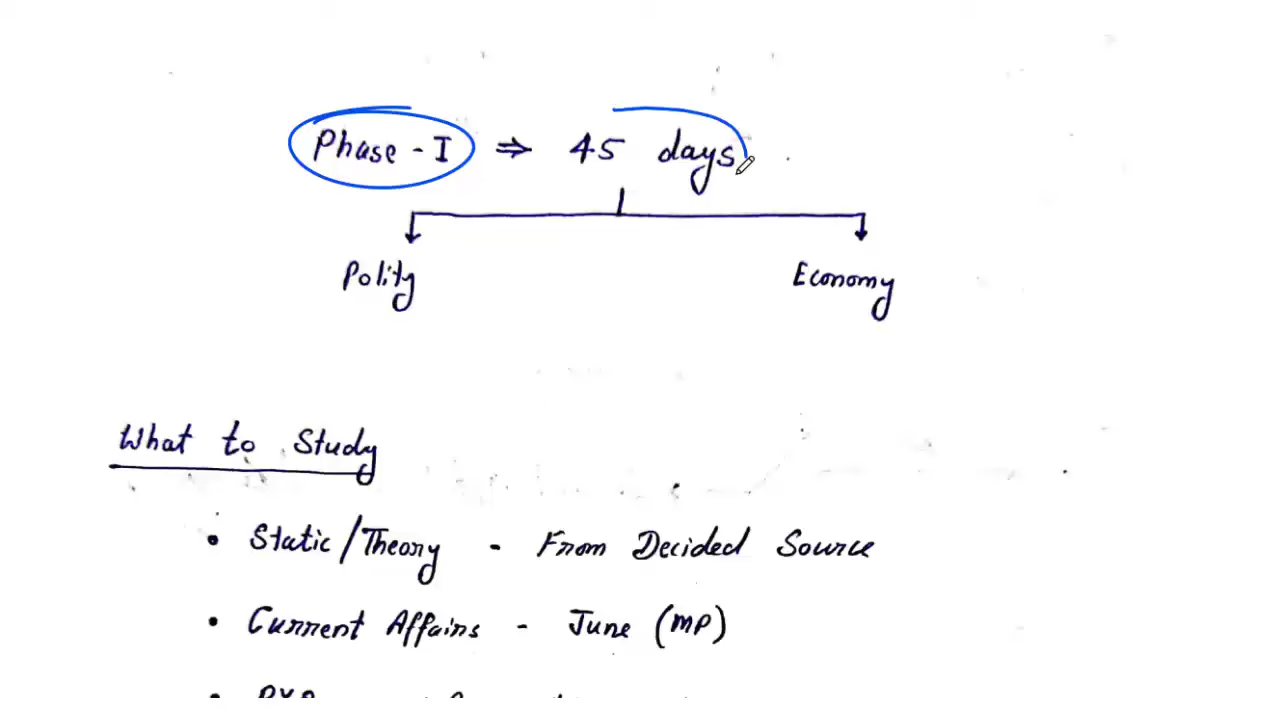 Phase - I ⇒ 45 days
Polity Economy
What to Study
• Static/Theory - From Decided Source
• Current Affairs - June (MP)